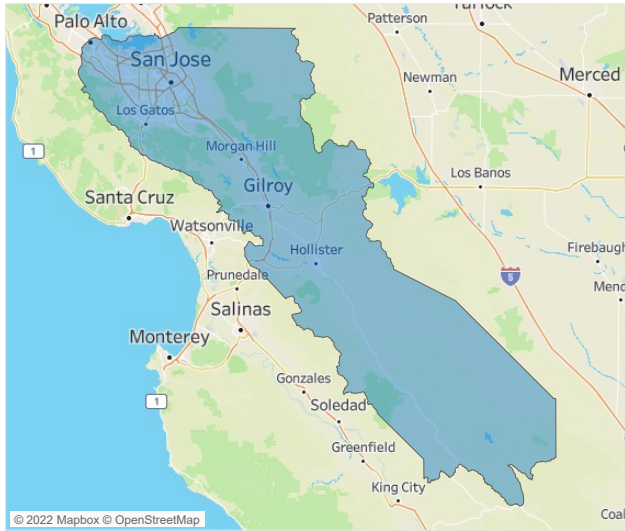 Patterson
Palo Alto
San Jose
Newman
Merced
Los Gatos
Morgan Hill
1
Los Banos
Gilroy
Santa Cruz
Watsonville
Hollister
Firebaugh
Prunedale
5
Salinas
Monterey
Gonzales
1
Soledad
Greenfield
King City
© 2022 Mapbox © OpenStreetMap
Coal